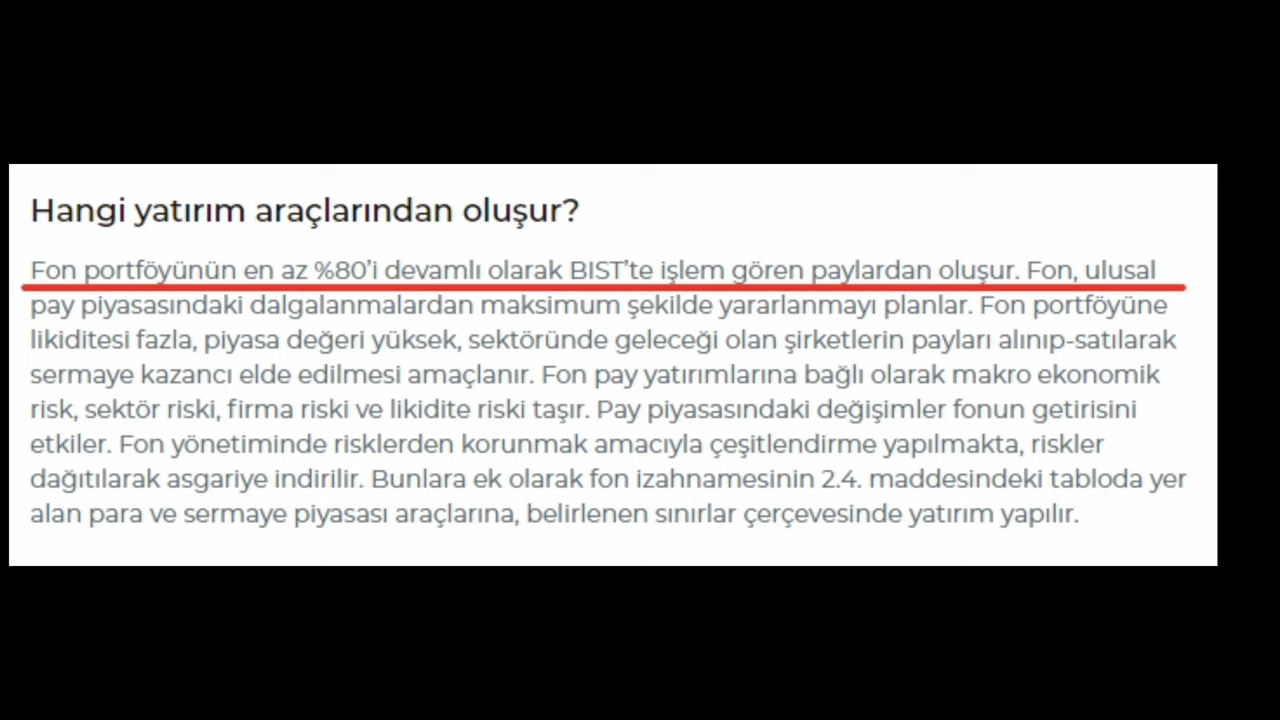 Hangi yatırım araçlarından oluşur?
Fon portföyünün en az %80’i devamlı olarak BIST’te işlem gören paylardan oluşur. Fon, ulusal
pay piyasasındaki dalgalanmalardan maksimum şekilde yararlanmayı planlar. Fon portföyüne
likiditesi fazla, piyasa değeri yüksek, sektöründe geleceği olan şirketlerin payları alınıp-satılarak
sermaye kazancı elde edilmesi amaçlanır. Fon pay yatırımlarına bağlı olarak makro ekonomik
risk, sektör riski, firma riski ve likidite riski taşır. Pay piyasasındaki değişimler fonun getirisini
etkiler. Fon yönetiminde risklerden korunmak amacıyla çeşitlendirme yapılmakta, riskler
dağıtılarak asgariye indirilir. Bunlara ek olarak fon izahnamesinin 2.4. maddesindeki tabloda yer
alan para ve sermaye piyasası araçlarına, belirlenen sınırlar çerçevesinde yatırım yapılır.